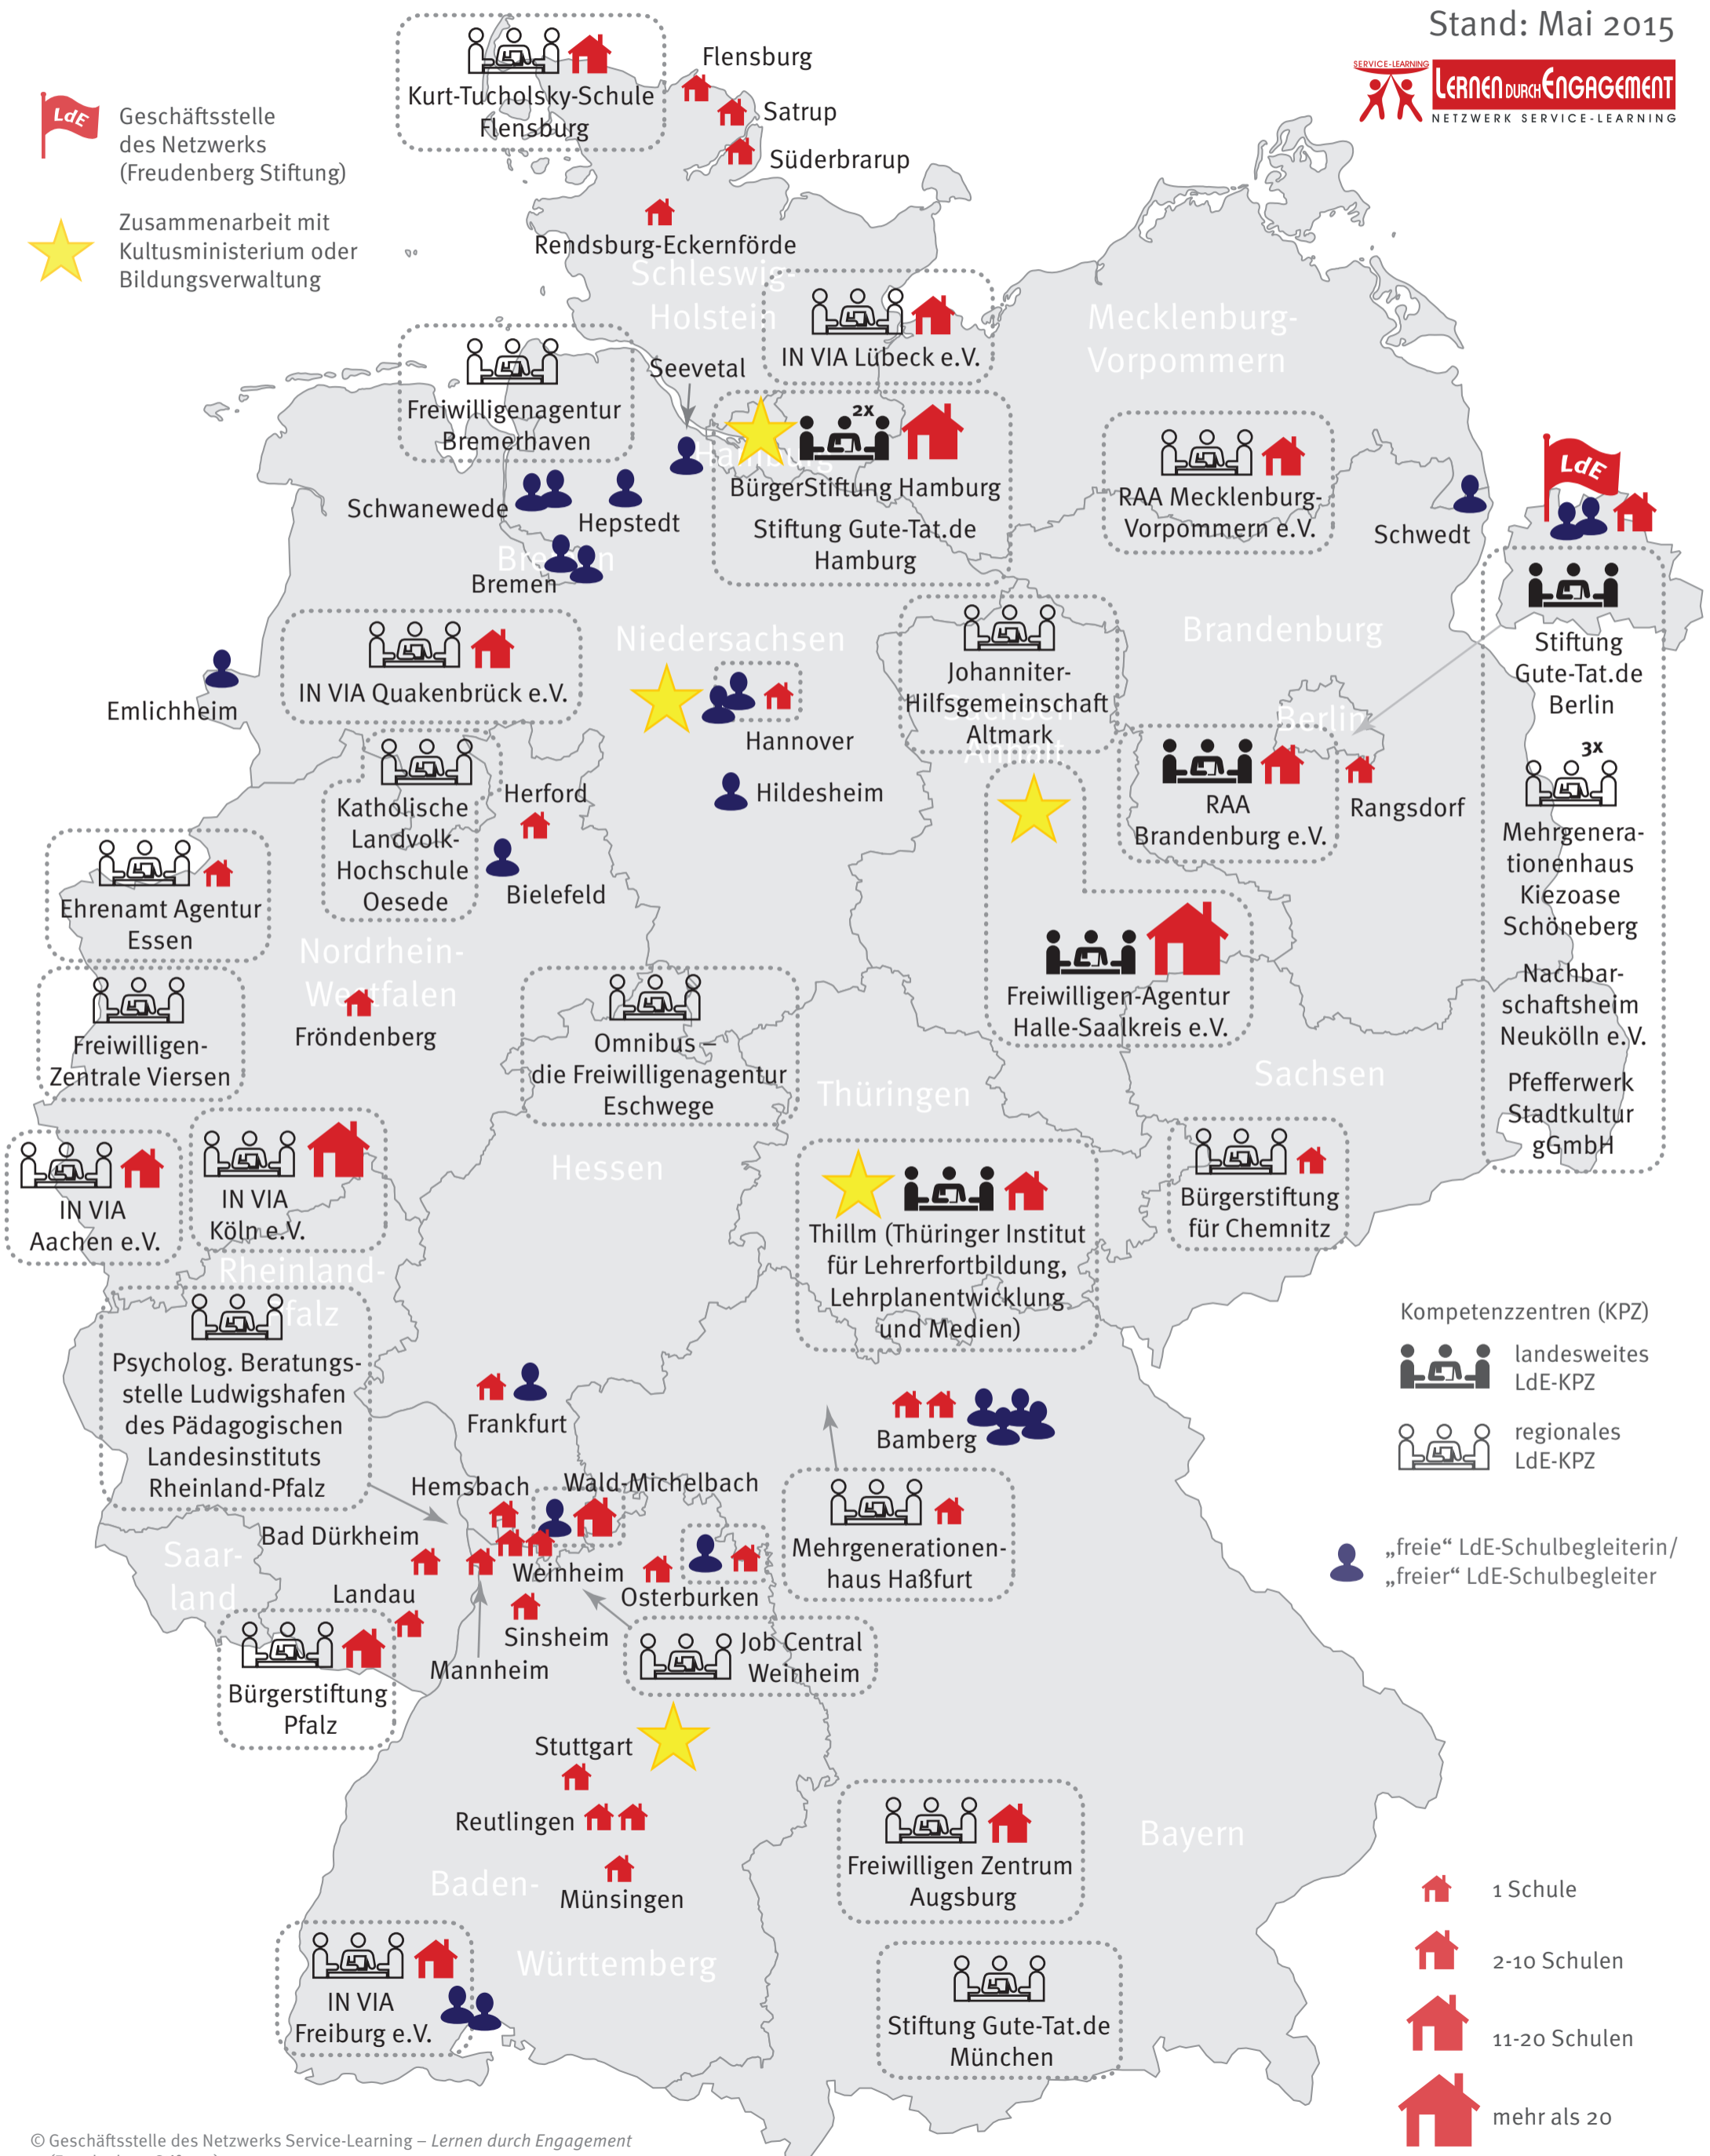 Stand: Mai 2015
SERVICE-LEARNING
LERNEN DURCH ENGAGEMENT
NETZWERK SERVICE-LEARNING
LdE
Geschäftsstelle
des Netzwerks
(Freudenberg Stiftung)
Zusammenarbeit mit
Kultusministerium oder
Bildungsverwaltung
Kurt-Tucholsky-Schule
Flensburg
Flensburg
Satrup
Süderbrarup
Rendsburg-Eckernförde
Schleswig-
Holstein
IN VIA Lübeck e.V.
Mecklenburg-
Vorpommern
Freiwilligenagentur
Bremerhaven
Seevetal
2x
Hamburg
BürgerStiftung Hamburg
Stiftung Gute-Tat.de
Hamburg
RAA Mecklenburg-
Vorpommern e.V.
Schwedt
LdE
Schwanewede
Hepstedt
Bremen
Bremen
Stiftung
Gute-Tat.de
Berlin
3x
Mehrgenera-
tionenhaus
Kiezoase
Schöneberg
Nachbar-
schaftsheim
Neukölln e.V.
Pfefferwerk
Stadtkultur
gGmbH
IN VIA Quakenbrück e.V.
Niedersachsen
Emlichheim
Hannover
Hildesheim
Johanniter-
Hilfsgemeinschaft
Altmark
Sachsen-
Anhalt
Brandenburg
Berlin
RAA
Brandenburg e.V.
Rangsdorf
Katholische
Landvolk-
Hochschule
Oesede
Herford
Bielefeld
Ehrenamt Agentur
Essen
Nordrhein-
Westfalen
Freiwilligen-
Zentrale Viersen
Fröndenberg
Omnibus –
die Freiwilligenagentur
Eschwege
Freiwilligen-Agentur
Halle-Saalkreis e.V.
Thüringen
Sachsen
IN VIA
Aachen e.V.
IN VIA
Köln e.V.
Hessen
Thillm (Thüringer Institut
für Lehrerfortbildung,
Lehrplanentwicklung
und Medien)
Bürgerstiftung
für Chemnitz
Rheinland-
Pfalz
Psycholog. Beratungs-
stelle Ludwigshafen
des Pädagogischen
Landesinstituts
Rheinland-Pfalz
Frankfurt
Bamberg
Kompetenzzentren (KPZ)
landesweites
LdE-KPZ
regionales
LdE-KPZ
„freie“ LdE-Schulbegleiterin/
„freier“ LdE-Schulbegleiter
Hemsbach
Wald-Michelbach
Bad Dürkheim
Weinheim
Osterburken
Mehrgenerationen-
haus Haßfurt
Saar-
land
Landau
Sinsheim
Mannheim
Job Central
Weinheim
Bürgerstiftung
Pfalz
Stuttgart
Reutlingen
Münsingen
Baden-
Württemberg
Freiwilligen Zentrum
Augsburg
Bayern
IN VIA
Freiburg e.V.
Stiftung Gute-Tat.de
München
1 Schule
2-10 Schulen
11-20 Schulen
mehr als 20
© Geschäftsstelle des Netzwerks Service-Learning – Lernen durch Engagement